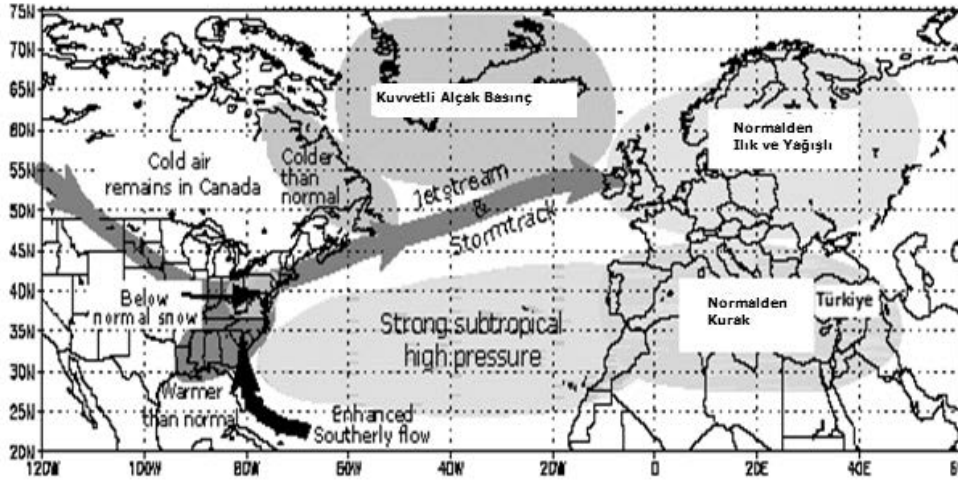 75N
70N
65N
60N
55N
50N
45N
40N
35N
30N
25N
20N
Kuvvetli Alçak Basınç
Normalden
Ilık ve Yağışlı
Cold air
remains in Canada
Colder
than
normal
Jetstream
&
Stormtrack
Below
normal snow
Strong subtropical
high pressure
Normalden
Kurak
Türkiye
Warmer
than normal
Enhanced
Southerly flow
120W 100W 80W 60W 40W 20W 0 20E 40E